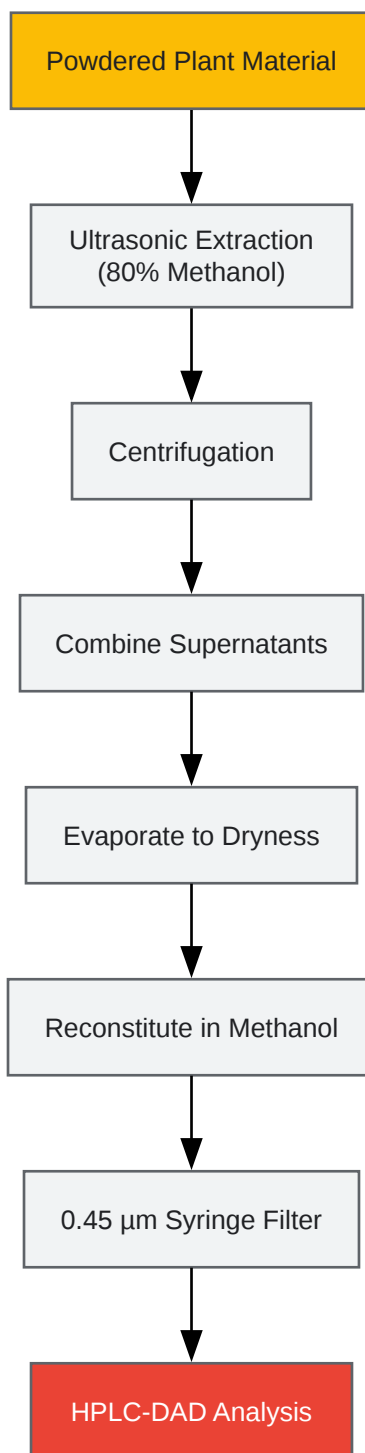 Powdered Plant Material
Ultrasonic Extraction
(80% Methanol)
Centrifugation
Combine Supernatants
Evaporate to Dryness
Reconstitute in Methanol
0.45 µm Syringe Filter
HPLC-DAD Analysis